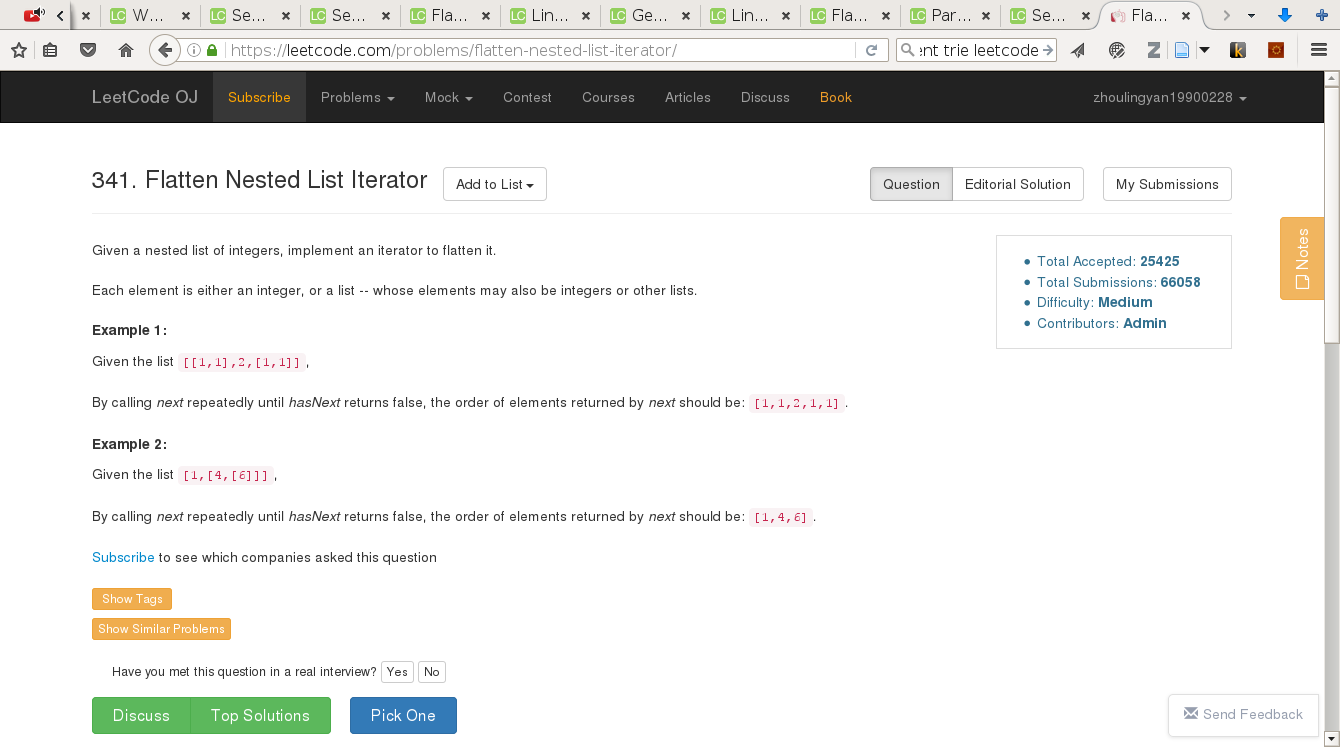 W... Se... Se... Fla... Lin... Ge... Lin... Fla... Par... Se... Fla...
https://leetcode.com/problems/flatten-nested-list-iterator/ ent trie leetcode
LeetCode OJ Subscribe Problems Mock Contest Courses Articles Discuss Book zhoulingyan19900228
341. Flatten Nested List Iterator Add to List Question Editorial Solution My Submissions
Notes
Given a nested list of integers, implement an iterator to flatten it.
Total Accepted: 25425
Total Submissions: 66058
Difficulty: Medium
Contributors: Admin
Each element is either an integer, or a list -- whose elements may also be integers or other lists.
Example 1:
Given the list [[1,1],2,[1,1]],
By calling next repeatedly until hasNext returns false, the order of elements returned by next should be: [1,1,2,1,1].
Example 2:
Given the list [1,[4,[6]]],
By calling next repeatedly until hasNext returns false, the order of elements returned by next should be: [1,4,6].
Subscribe to see which companies asked this question
Show Tags
Show Similar Problems
Have you met this question in a real interview? Yes No
Discuss Top Solutions Pick One
Send Feedback